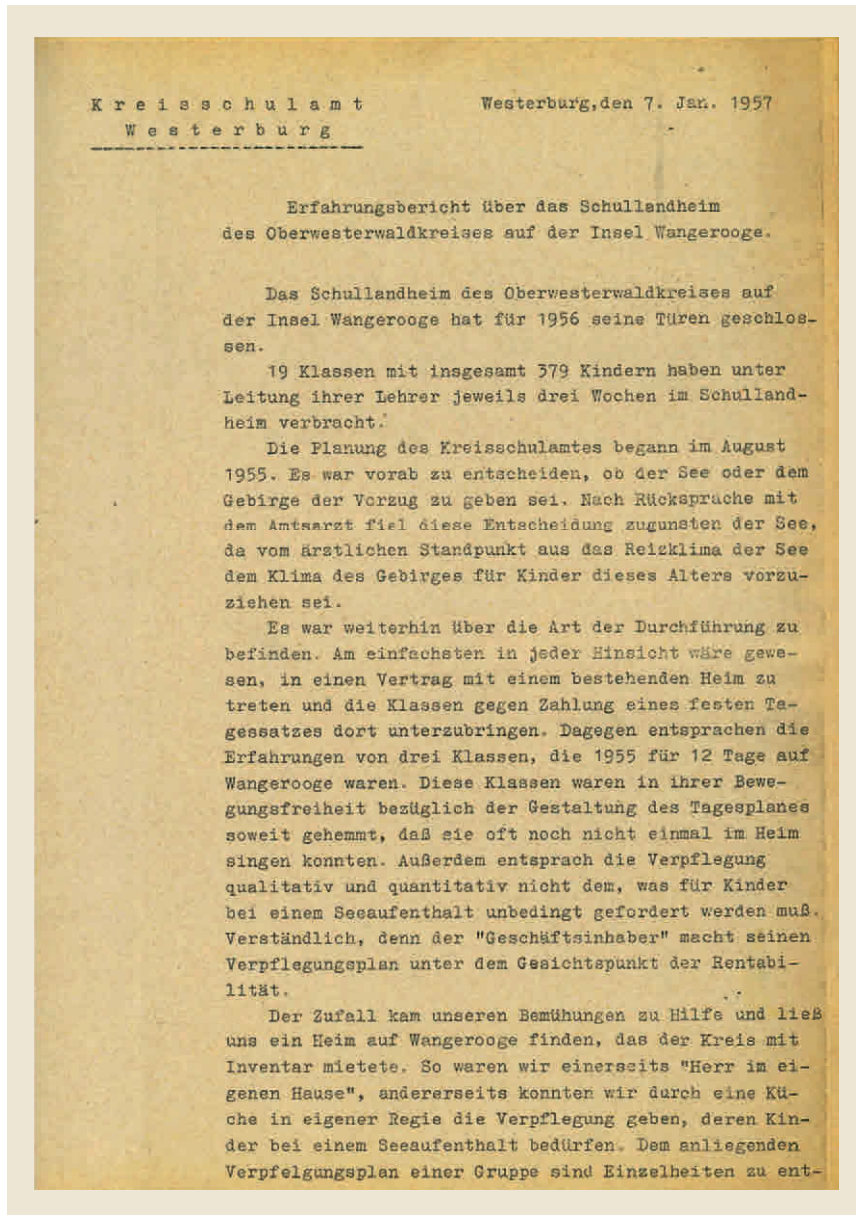 Kreisschulamt
Westerburg
Westerburg,den 7. Jan. 1957
Erfahrungsbericht über das Schullandheim
des Oberwesterwaldkreises auf der Insel Wangerooge.
Das Schullandheim des Oberwesterwaldkreises auf
der Insel Wangerooge hat für 1956 seine Türen geschlos-
sen.
19 Klassen mit insgesamt 379 Kindern haben unter
Leitung ihrer Lehrer jeweils drei Wochen im Schulland-
heim verbracht.
Die Planung des Kreisschulamtes begann im August
1955. Es war vorab zu entscheiden, ob der See oder dem
Gebirge der Vorzug zu geben sei. Nach Rücksprache mit
dem Amtsarzt fiel diese Entscheidung zugunsten der See,
da vom ärztlichen Standpunkt aus das Reizklima der See
dem Klima des Gebirges für Kinder dieses Alters vorzu-
ziehen sei.
Es war weiterhin über die Art der Durchführung zu
befinden. Am einfachsten in jeder Hinsicht wäre gewe-
sen, in einen Vertrag mit einem bestehenden Heim zu
treten und die Klassen gegen Zahlung eines festen Ta-
gessatzes dort unterzubringen. Dagegen entsprachen die
Erfahrungen von drei Klassen, die 1955 für 12 Tage auf
Wangerooge waren. Diese Klassen waren in ihrer Bewe-
gungsfreiheit bezüglich der Gestaltung des Tagesplanes
soweit gehemmt, daß sie oft noch nicht einmal im Heim
singen konnten. Außerdem entsprach die Verpflegung
qualitativ und quantitativ nicht dem, was für Kinder
bei einem Seeaufenthalt unbedingt gefordert werden muß.
Verständlich, denn der "Geschäftsinhaber" macht seinen
Verpflegungsplan unter dem Gesichtspunkt der Rentabi-
lität.
Der Zufall kam unseren Bemühungen zu Hilfe und ließ
uns ein Heim auf Wangerooge finden, das der Kreis mit
Inventar mietete. So waren wir einerseits "Herr im ei-
genen Hause", andererseits konnten wir durch eine Kü-
che in eigener Regie die Verpflegung geben, deren Kin-
der bei einem Seeaufenthalt bedürfen. Dem anliegenden
Verpfelgungsplan einer Gruppe sind Einzelheiten zu ent-